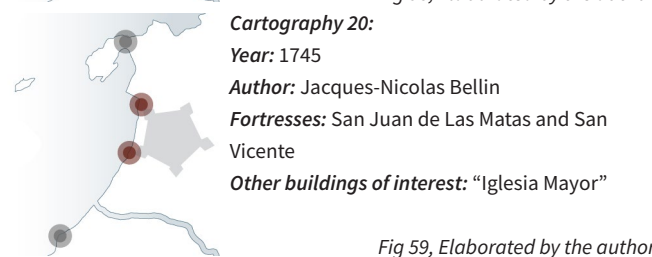 Cartography 20:
Year: 1745
Author: Jacques-Nicolas Bellin
Fortresses: San Juan de Las Matas and San
Vicente
Other buildings of interest: “Iglesia Mayor”
Fig 59, Elaborated by the author